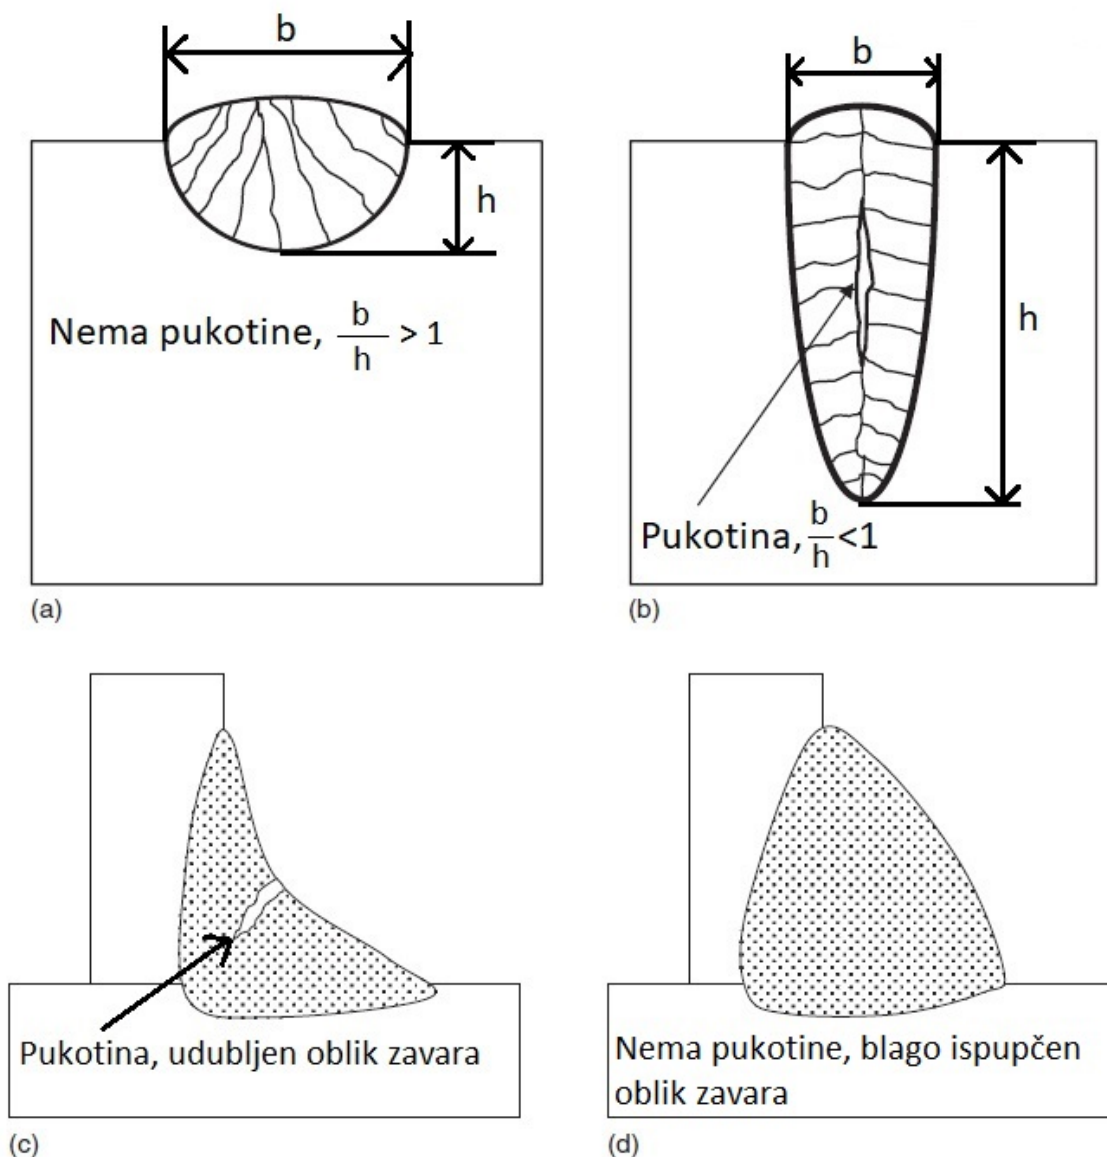 b
b
h
h
Nema pukotine, b/h > 1
Pukotina, b/h <1
(a)
(b)
Pukotina, udubljen oblik zavara
Nema pukotine, blago ispupčen
oblik zavara
(c)
(d)